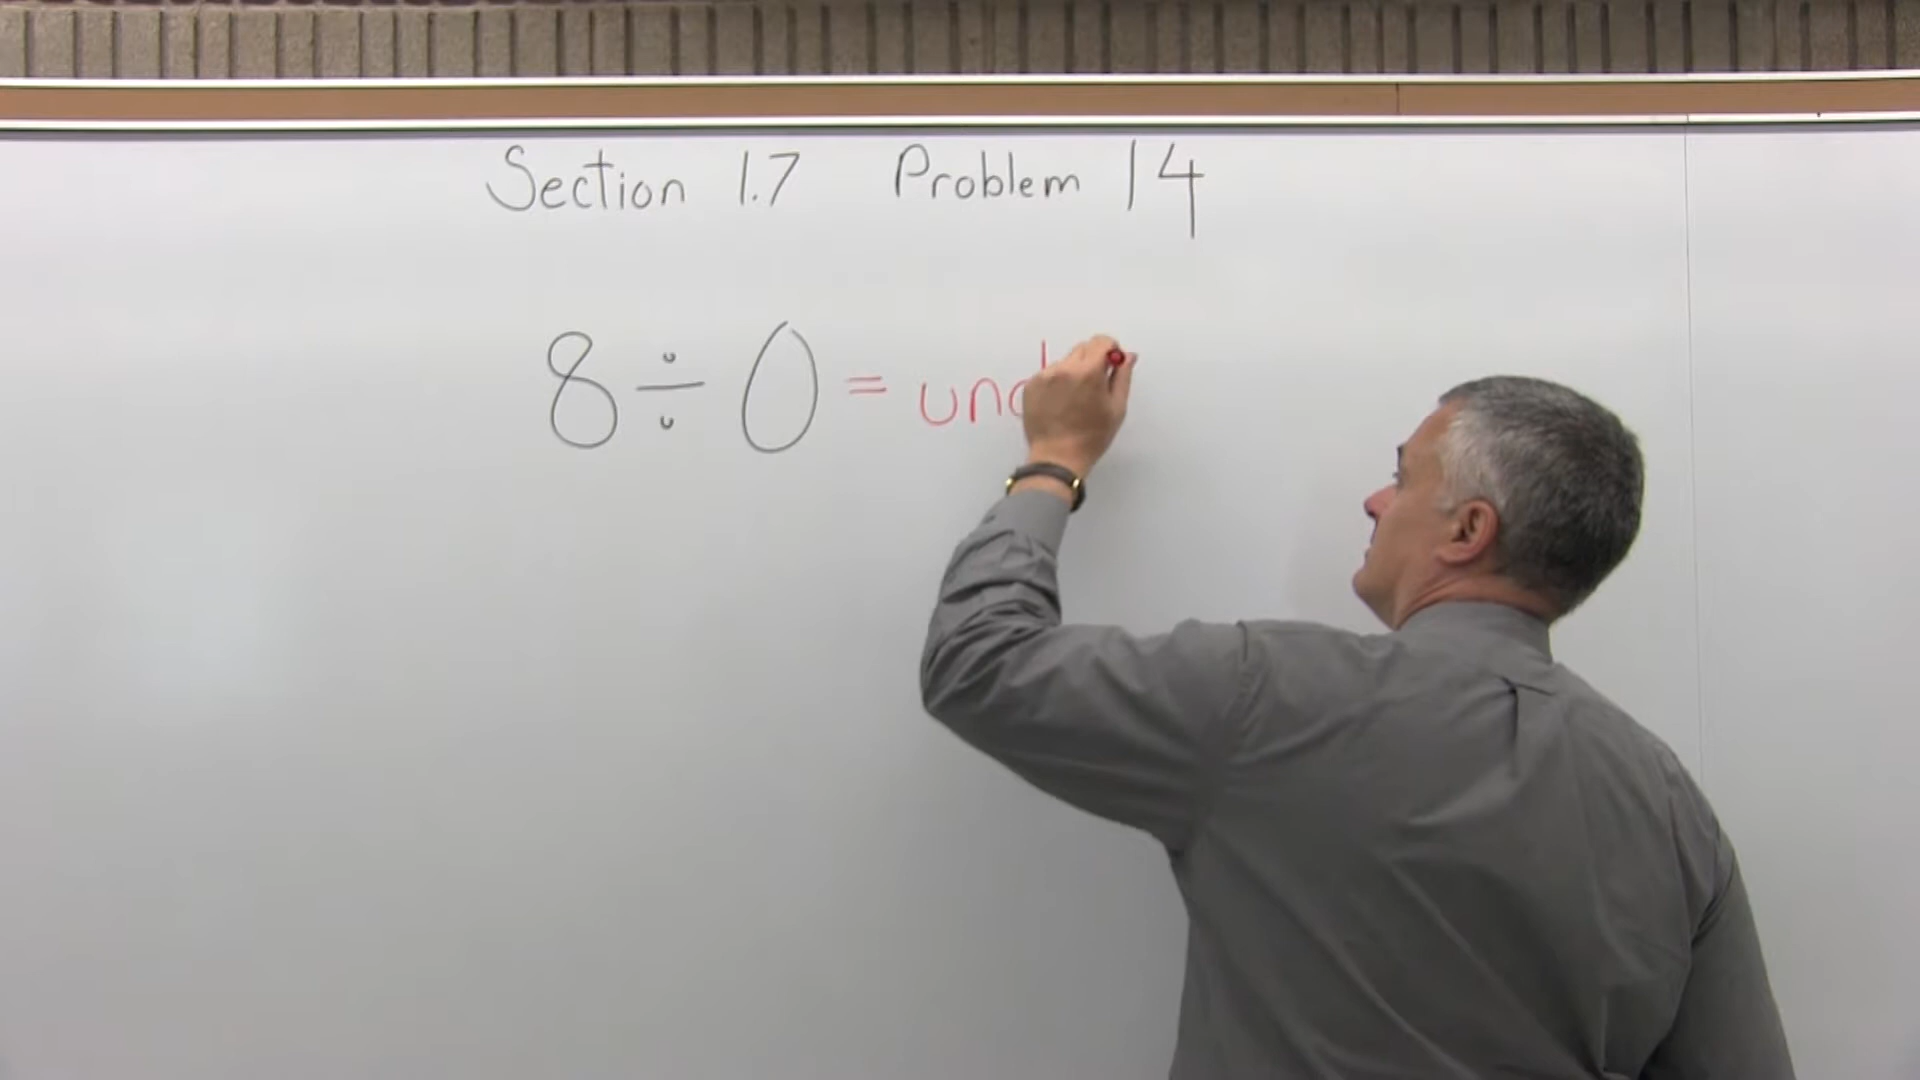 Section 1.7 Problem 14
8 ÷ 0 = und